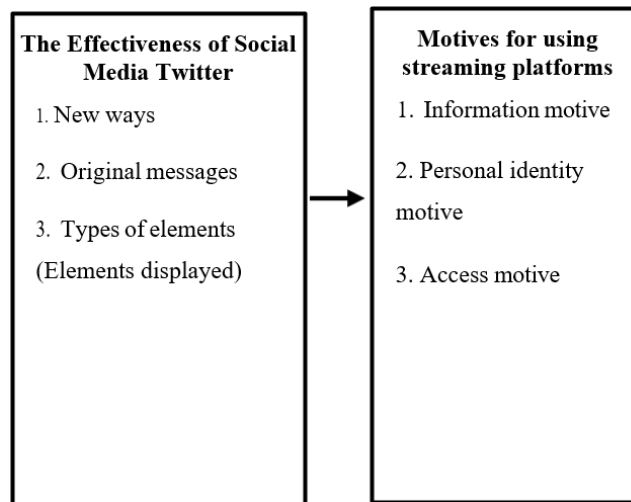 The Effectiveness of Social
Media Twitter
1. New ways
2. Original messages
3. Types of elements
(Elements displayed)
Motives for using
streaming platforms
1. Information motive
2. Personal identity
motive
3. Access motive